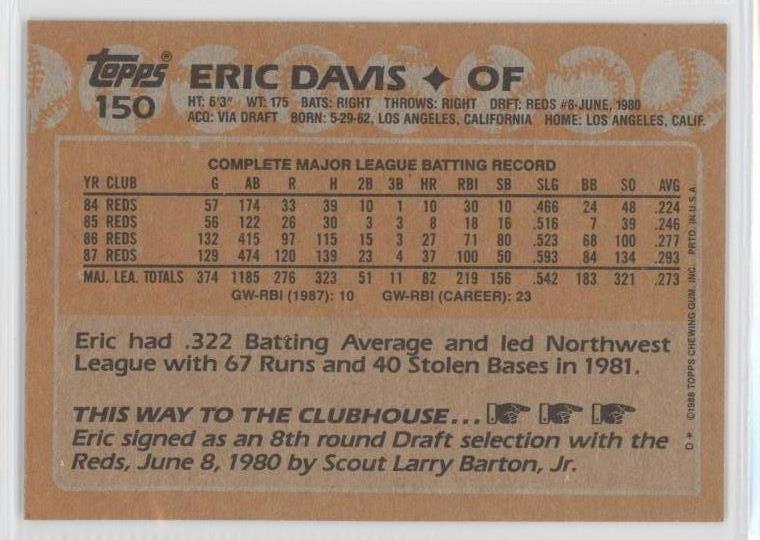 Topps®
150
ERIC DAVIS ✦ OF
HT: 6'3" WT: 175 BATS: RIGHT THROWS: RIGHT DRFT: REDS #8-JUNE, 1980
ACQ: VIA DRAFT BORN: 5-29-62, LOS ANGELES, CALIFORNIA HOME: LOS ANGELES, CALIF.
COMPLETE MAJOR LEAGUE BATTING RECORD
YR CLUB G AB R H 2B 3B HR RBI SB SLG BB SO AVG
84 REDS 57 174 33 39 10 1 10 30 10 .466 24 48 .224
85 REDS 56 122 26 30 3 3 8 18 16 .516 7 39 .246
86 REDS 132 415 97 115 15 3 27 71 80 .523 68 100 .277
87 REDS 129 474 120 139 23 4 37 100 50 .593 84 134 .293
MAJ. LEA. TOTALS 374 1185 276 323 51 11 82 219 156 .542 183 321 .273
GW-RBI (1987): 10 GW-RBI (CAREER): 23
Eric had .322 Batting Average and led Northwest
League with 67 Runs and 40 Stolen Bases in 1981.
THIS WAY TO THE CLUBHOUSE...
Eric signed as an 8th round Draft selection with the
Reds, June 8, 1980 by Scout Larry Barton, Jr.
D* ©1988 TOPPS CHEWING GUM, INC. PRTD. IN U.S.A.